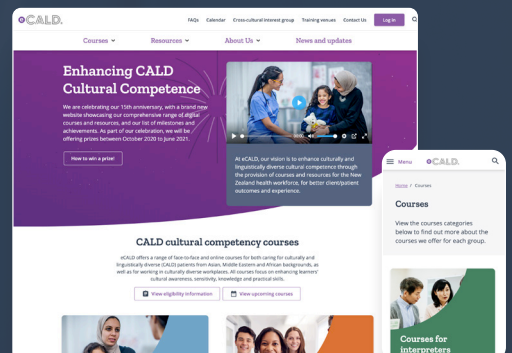 eCALD.
FAQs Calendar Cross-cultural interest group Training venues Contact Us Log in
Courses Resources About Us News and updates
Enhancing CALD
Cultural Competence
We are celebrating our 15th anniversary, with a brand new
website showcasing our comprehensive range of digital
courses and resources, and our list of milestones and
achievements. As part of our celebration, we will be
offering prizes between October 2020 to June 2021.
How to win a prize!
00:00
At eCALD, our vision is to enhance culturally and
linguistically diverse cultural competence through
the provision of courses and resources for the New
Zealand health workforce, for better client/patient
outcomes and experience.
CALD cultural competency courses
eCALD offers a range of face-to-face and online courses for both caring for culturally and
linguistically diverse (CALD) patients from Asian, Middle Eastern and African backgrounds, as
well as for working in culturally diverse workplaces. All courses focus on enhancing learners'
cultural awareness, sensitivity, knowledge and practical skills.
View eligibility information
View upcoming courses
Menu
eCALD.
Home / Courses
Courses
View the courses categories
below to find out more about the
courses we offer for each group.
Courses for
interpreters